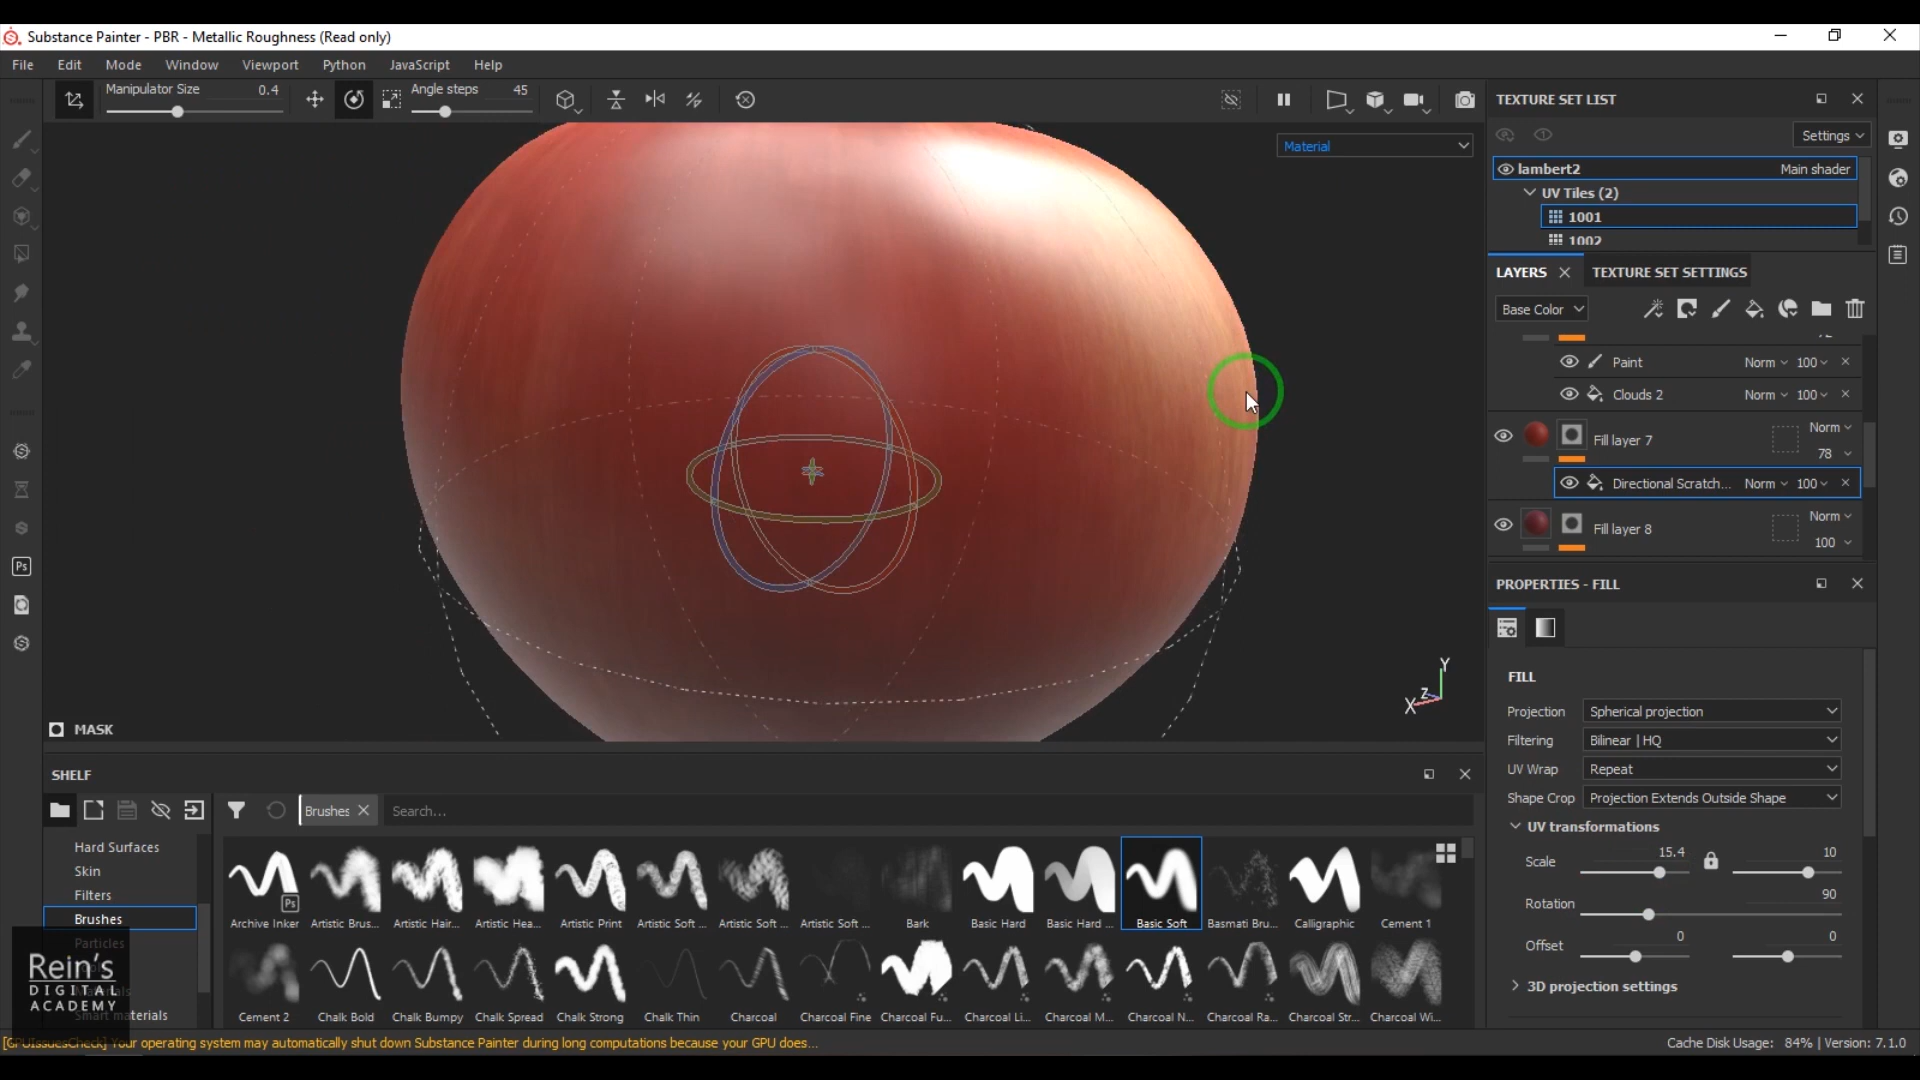 Substance Painter - PBR - Metallic Roughness (Read only)
File Edit Mode Window Viewport Python JavaScript Help
Manipulator Size 0.4
Angle steps 45
Material
TEXTURE SET LIST
Settings
lambert2 Main shader
UV Tiles (2)
1001
1002
LAYERS
TEXTURE SET SETTINGS
Base Color
Paint Norm 100
Clouds 2 Norm 100
Fill layer 7 Norm
78
Directional Scratch... Norm 100
Fill layer 8 Norm
100
PROPERTIES - FILL
FILL
Projection Spherical projection
Filtering Bilinear | HQ
UV Wrap Repeat
Shape Crop Projection Extends Outside Shape
UV transformations
Scale 15.4 10
Rotation 90
Offset 0 0
3D projection settings
Y
Z
X
MASK
SHELF
Brushes
Search...
Hard Surfaces
Skin
Filters
Brushes
Particles
Smart materials
Ps
Archive Inker Artistic Brus... Artistic Hair... Artistic Hea... Artistic Print Artistic Soft ... Artistic Soft ... Artistic Soft ... Bark Basic Hard Basic Hard ... Basic Soft Basmati Bru... Calligraphic Cement 1
Cement 2 Chalk Bold Chalk Bumpy Chalk Spread Chalk Strong Chalk Thin Charcoal Charcoal Fine Charcoal Fu... Charcoal Li... Charcoal M... Charcoal N... Charcoal Ra... Charcoal Str... Charcoal Wi...
Rein's
DIGITAL
ACADEMY
[GPUIssuesCheck] Your operating system may automatically shut down Substance Painter during long computations because your GPU does...
Cache Disk Usage: 84% | Version: 7.1.0